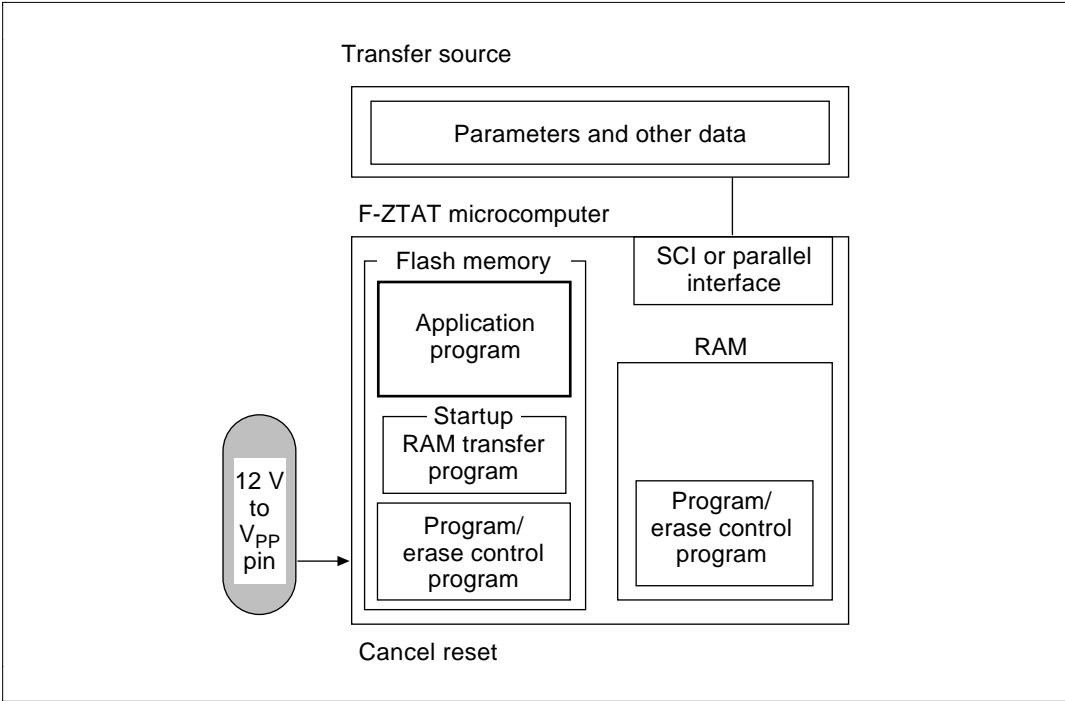 Transfer source
Parameters and other data
F-ZTAT microcomputer
Flash memory
Application
program
Startup
RAM transfer
program
Program/
erase control
program
SCI or parallel
interface
RAM
Program/
erase control
program
12 V
to
VPP
pin
Cancel reset